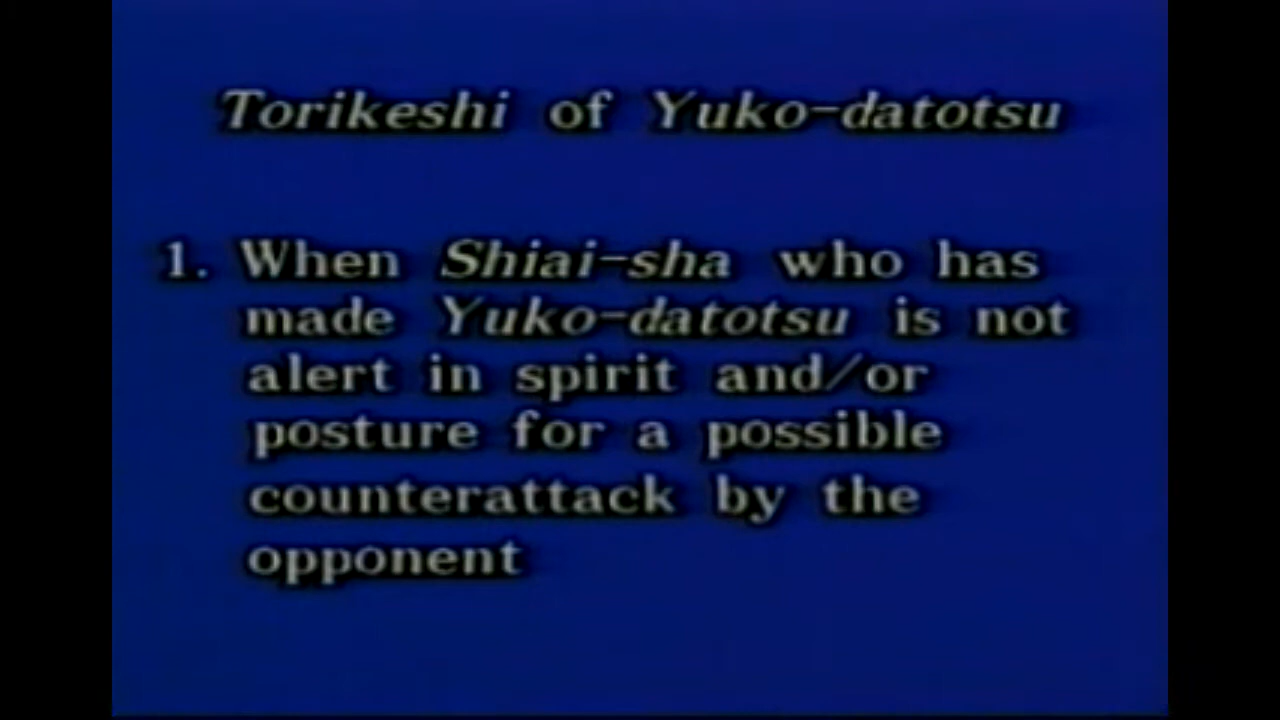 Torikeshi of Yuko-datotsu
1. When Shiai-sha who has
made Yuko-datotsu is not
alert in spirit and/or
posture for a possible
counterattack by the
opponent